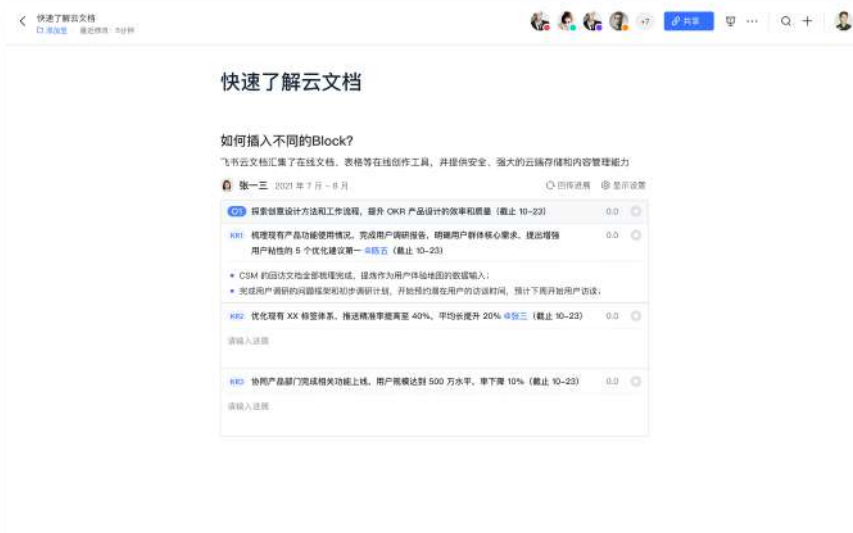 快速了解云文档
添加至 最近修改 5分钟
+7
共享
快速了解云文档
如何插入不同的Block?
飞书云文档汇集了在线文档、表格等在线创作工具，并提供安全、强大的云端存储和内容管理能力
张一三 2021 年 7 月 - 8 月 回传进展 显示设置
O1 探索创意设计方法和工作流程，提升 OKR 产品设计的效率和质量（截止 10-23） 0.0
KR1 梳理现有产品功能使用情况、完成用户调研报告、明确用户群体核心需求、提出增强 0.0
用户粘性的 5 个优化建议第一 @陈五（截止 10-23）
CSM 的回访文档全部梳理完成，提炼作为用户体验地图的数据输入；
完成用户调研的问题框架和初步调研计划，开始预约潜在用户的访谈时间，预计下周开始用户访谈；
KR2 优化现有 XX 标签体系、推送精准率提高至 40%、平均长提升 20% @张三（截止 10-23） 0.0
请输入进展
KR3 协同产品部门完成相关功能上线、用户规模达到 500 万水平、率下降 10%（截止 10-23） 0.0
请输入进展